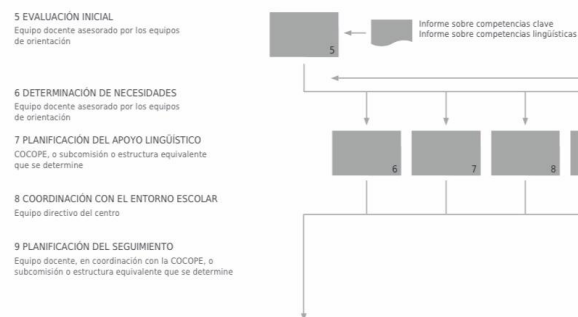 5 EVALUACIÓN INICIAL
Equipo docente asesorado por los equipos
de orientación
5
Informe sobre competencias clave
Informe sobre competencias lingüísticas
6 DETERMINACIÓN DE NECESIDADES
Equipo docente asesorado por los equipos
de orientación
7 PLANIFICACIÓN DEL APOYO LINGÜÍSTICO
COCOPE, o subcomisión o estructura equivalente
que se determine
6
7
8
8 COORDINACIÓN CON EL ENTORNO ESCOLAR
Equipo directivo del centro
9 PLANIFICACIÓN DEL SEGUIMIENTO
Equipo docente, en coordinación con la COCOPE, o
subcomisión o estructura equivalente que se determine